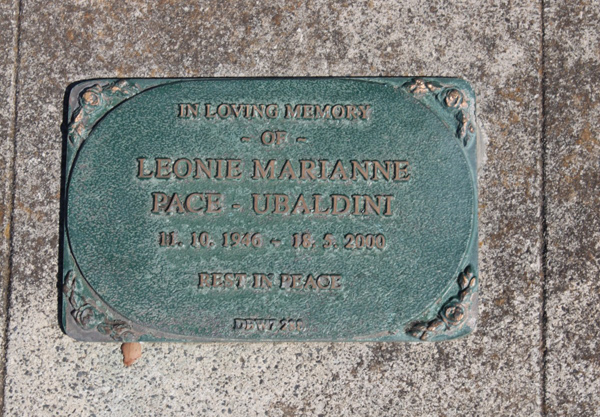 IN LOVING MEMORY
~ OF ~
LEONIE MARIANNE
PACE - UBALDINI
11. 10. 1946 ~ 18. 5. 2000
REST IN PEACE